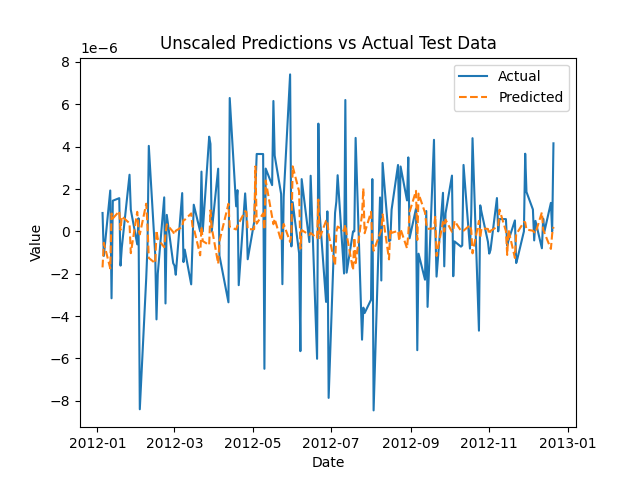 Unscaled Predictions vs Actual Test Data
1e−6
Actual
Predicted
8
6
4
2
0
−2
−4
−6
−8
Value
2012-01
2012-03
2012-05
2012-07
2012-09
2012-11
2013-01
Date